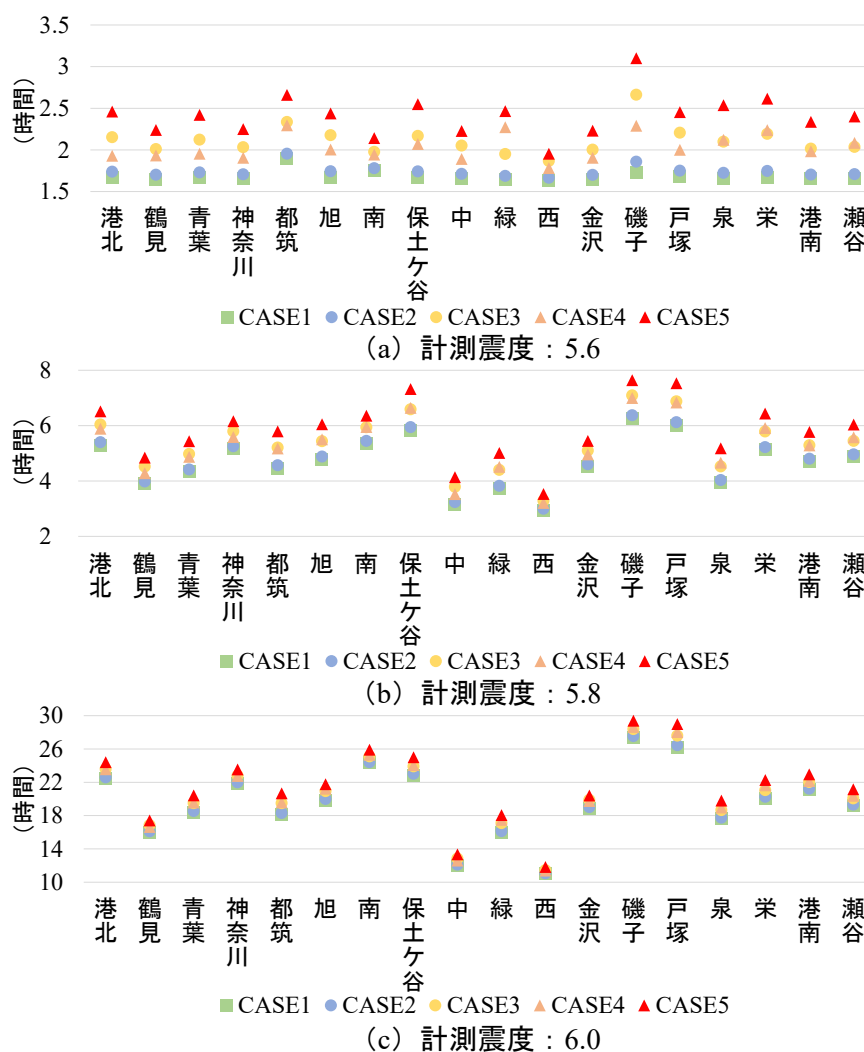 3.5
3
2.5
2
1.5
(時間)
港北 鶴見 青葉 神奈川 都筑 旭 南 保土ケ谷 中 緑 西 金沢 磯子 戸塚 泉 栄 港南 瀬谷
CASE1 CASE2 CASE3 CASE4 CASE5
(a) 計測震度：5.6
8
6
4
2
(時間)
港北 鶴見 青葉 神奈川 都筑 旭 南 保土ケ谷 中 緑 西 金沢 磯子 戸塚 泉 栄 港南 瀬谷
CASE1 CASE2 CASE3 CASE4 CASE5
(b) 計測震度：5.8
30
26
22
18
14
10
(時間)
港北 鶴見 青葉 神奈川 都筑 旭 南 保土ケ谷 中 緑 西 金沢 磯子 戸塚 泉 栄 港南 瀬谷
CASE1 CASE2 CASE3 CASE4 CASE5
(c) 計測震度：6.0